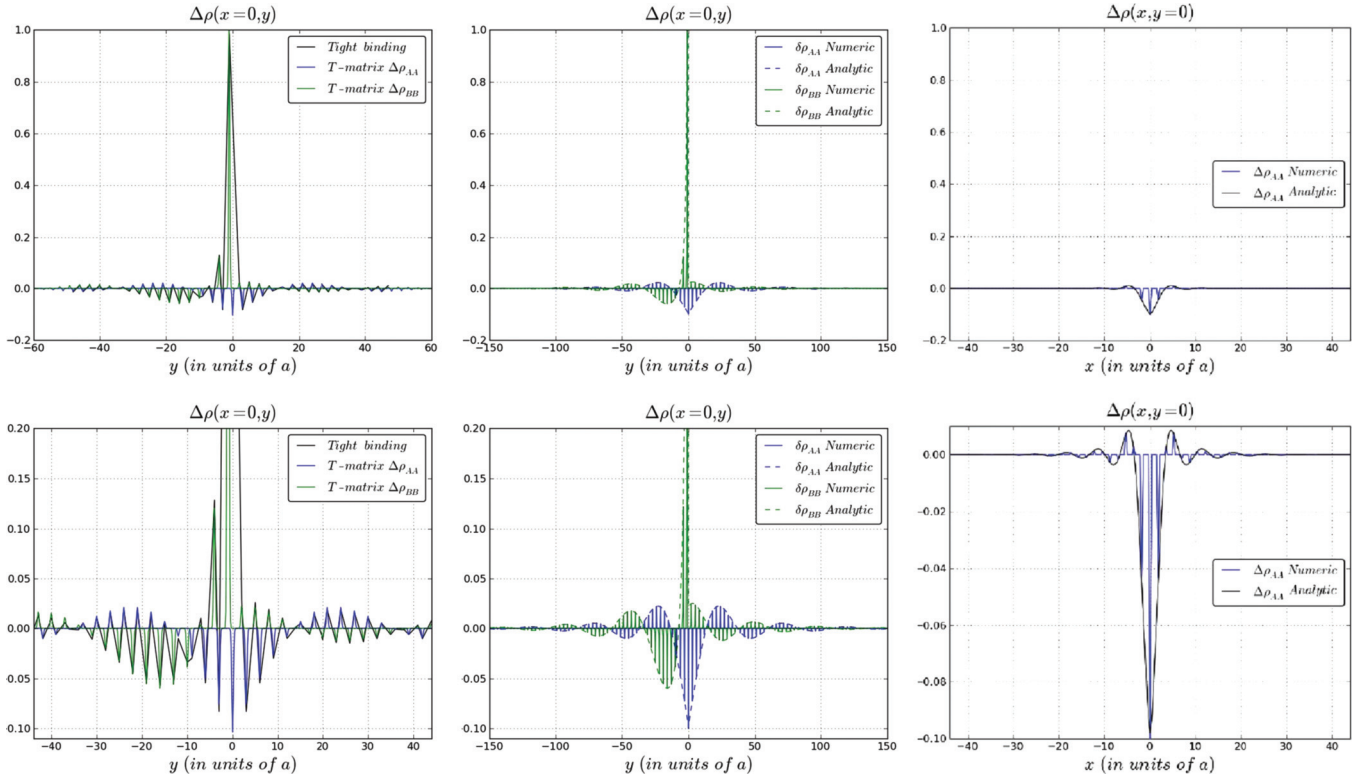 Δρ(x=0,y)
1.0
0.8
0.6
0.4
0.2
0.0
−0.2
−60
−40
−20
0
20
40
60
y (in units of a)
Tight binding
T-matrix Δρ_AA
T-matrix Δρ_BB
Δρ(x=0,y)
1.0
0.8
0.6
0.4
0.2
0.0
−0.2
−150
−100
−50
0
50
100
150
y (in units of a)
δρ_AA Numeric
δρ_AA Analytic
δρ_BB Numeric
δρ_BB Analytic
Δρ(x,y=0)
1.0
0.8
0.6
0.4
0.2
0.0
−0.2
−40
−30
−20
−10
0
10
20
30
40
x (in units of a)
Δρ_AA Numeric
Δρ_AA Analytic
Δρ(x=0,y)
0.20
0.15
0.10
0.05
0.00
0.05
0.10
−40
−30
−20
−10
0
10
20
30
40
y (in units of a)
Tight binding
T-matrix Δρ_AA
T-matrix Δρ_BB
Δρ(x=0,y)
0.20
0.15
0.10
0.05
0.00
0.05
0.10
−150
−100
−50
0
50
100
150
y (in units of a)
δρ_AA Numeric
δρ_AA Analytic
δρ_BB Numeric
δρ_BB Analytic
Δρ(x,y=0)
0.00
−0.02
−0.04
−0.06
−0.08
−0.10
−40
−30
−20
−10
0
10
20
30
40
x (in units of a)
Δρ_AA Numeric
Δρ_AA Analytic